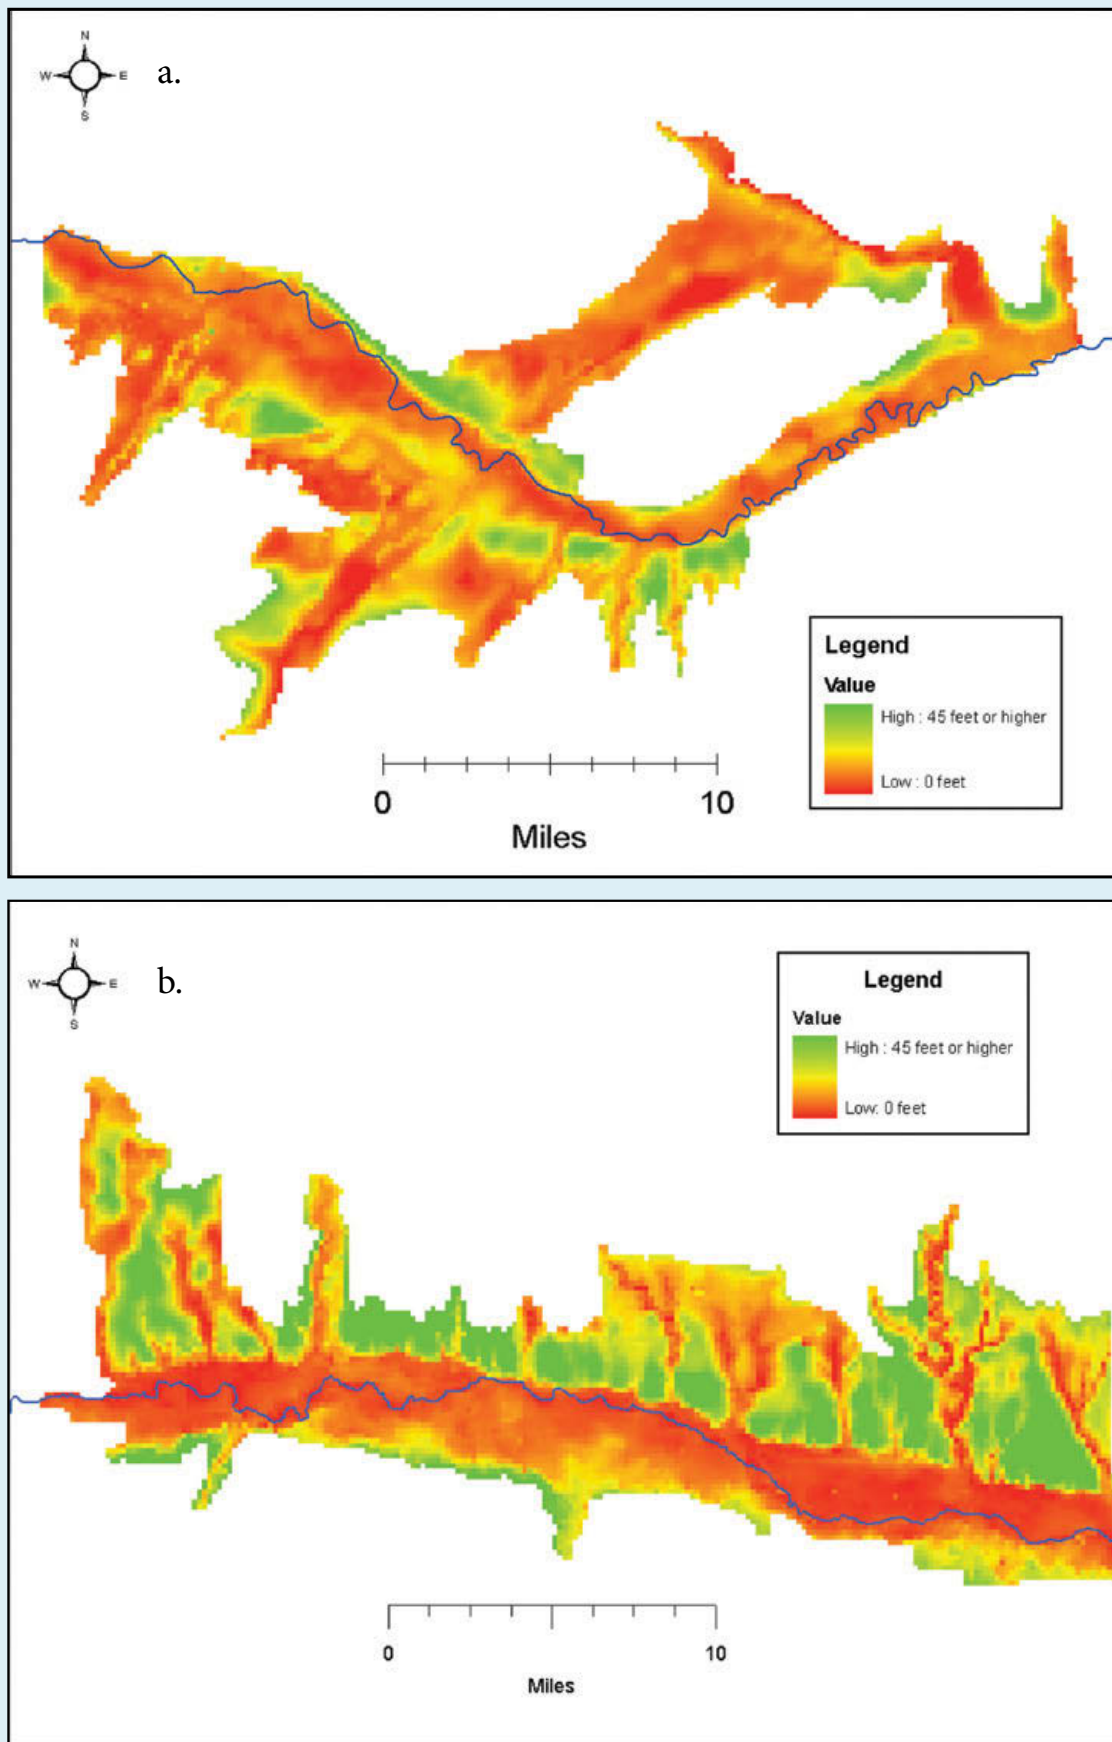 N
a.
W E
S
Legend
Value
High : 45 feet or higher
Low : 0 feet
0 10
Miles
N
b.
W E
S
Legend
Value
High : 45 feet or higher
Low: 0 feet
0 10
Miles